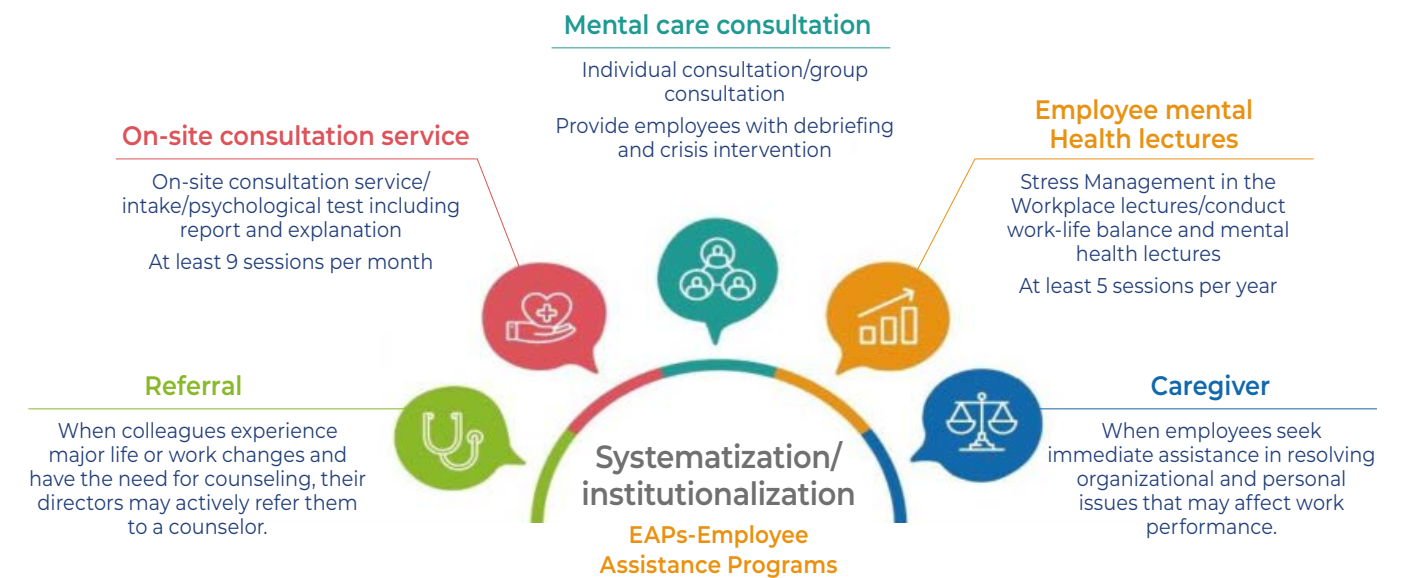 Mental care consultation
Individual consultation/group
consultation
Provide employees with debriefing
and crisis intervention
On-site consultation service
On-site consultation service/
intake/psychological test including
report and explanation
At least 9 sessions per month
Employee mental
Health lectures
Stress Management in the
Workplace lectures/conduct
work-life balance and mental
health lectures
At least 5 sessions per year
Referral
When colleagues experience
major life or work changes and
have the need for counseling, their
directors may actively refer them
to a counselor.
Caregiver
When employees seek
immediate assistance in resolving
organizational and personal
issues that may affect work
performance.
Systematization/
institutionalization
EAPs-Employee
Assistance Programs